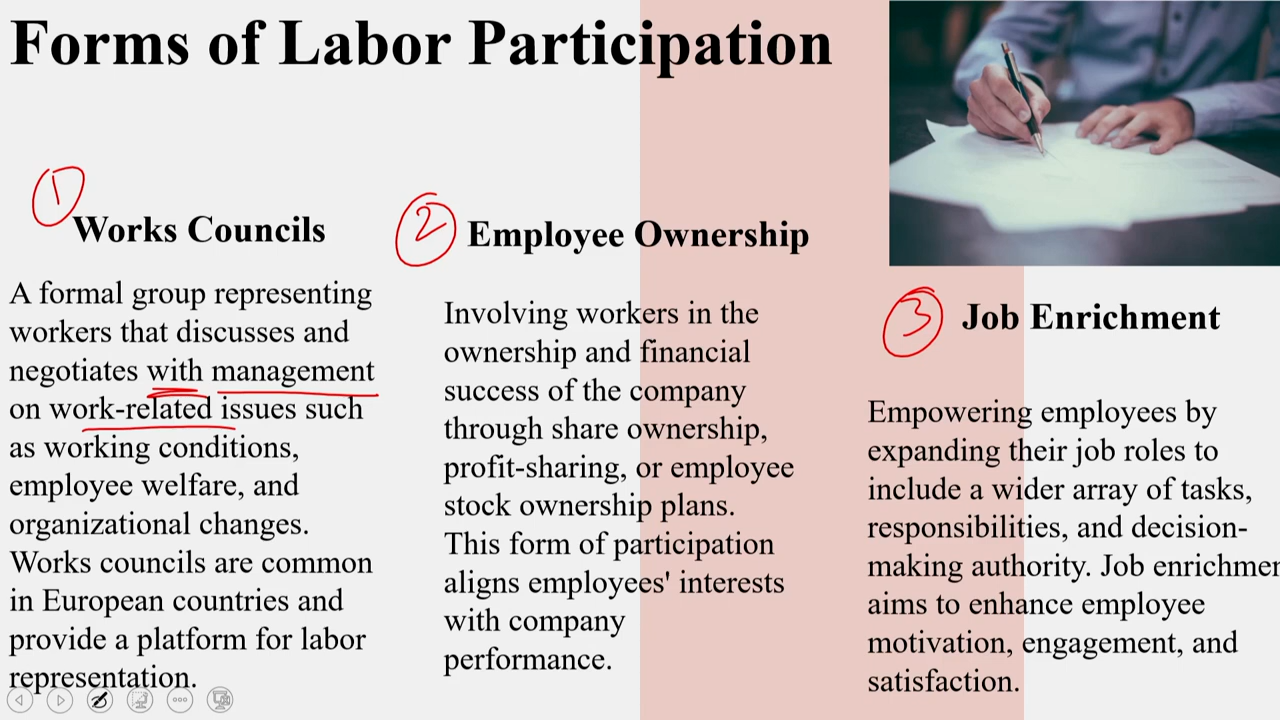 Forms of Labor Participation
1
Works Councils
A formal group representing
workers that discusses and
negotiates with management
on work-related issues such
as working conditions,
employee welfare, and
organizational changes.
Works councils are common
in European countries and
provide a platform for labor
representation.
2
Employee Ownership
Involving workers in the
ownership and financial
success of the company
through share ownership,
profit-sharing, or employee
stock ownership plans.
This form of participation
aligns employees' interests
with company
performance.
3
Job Enrichment
Empowering employees by
expanding their job roles to
include a wider array of tasks,
responsibilities, and decision-
making authority. Job enrichmen
aims to enhance employee
motivation, engagement, and
satisfaction.